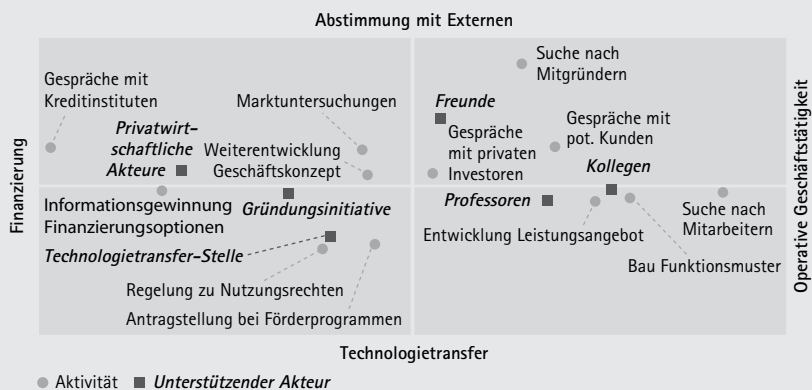 Abstimmung mit Externen
Finanzierung
Operative Geschäftstätigkeit
Gespräche mit
Kreditinstituten
Marktuntersuchungen
Privatwirt-
schaftliche
Akteure
Weiterentwicklung
Geschäftskonzept
Suche nach
Mitgründern
Freunde
Gespräche
mit privaten
Investoren
Gespräche mit
pot. Kunden
Kollegen
Informationsgewinnung
Finanzierungsoptionen
Gründungsinitiative
Technologietransfer-Stelle
Regelung zu Nutzungsrechten
Antragstellung bei Förderprogrammen
Professoren
Entwicklung Leistungsangebot
Suche nach
Mitarbeitern
Bau Funktionsmuster
Technologietransfer
Aktivität Unterstützender Akteur